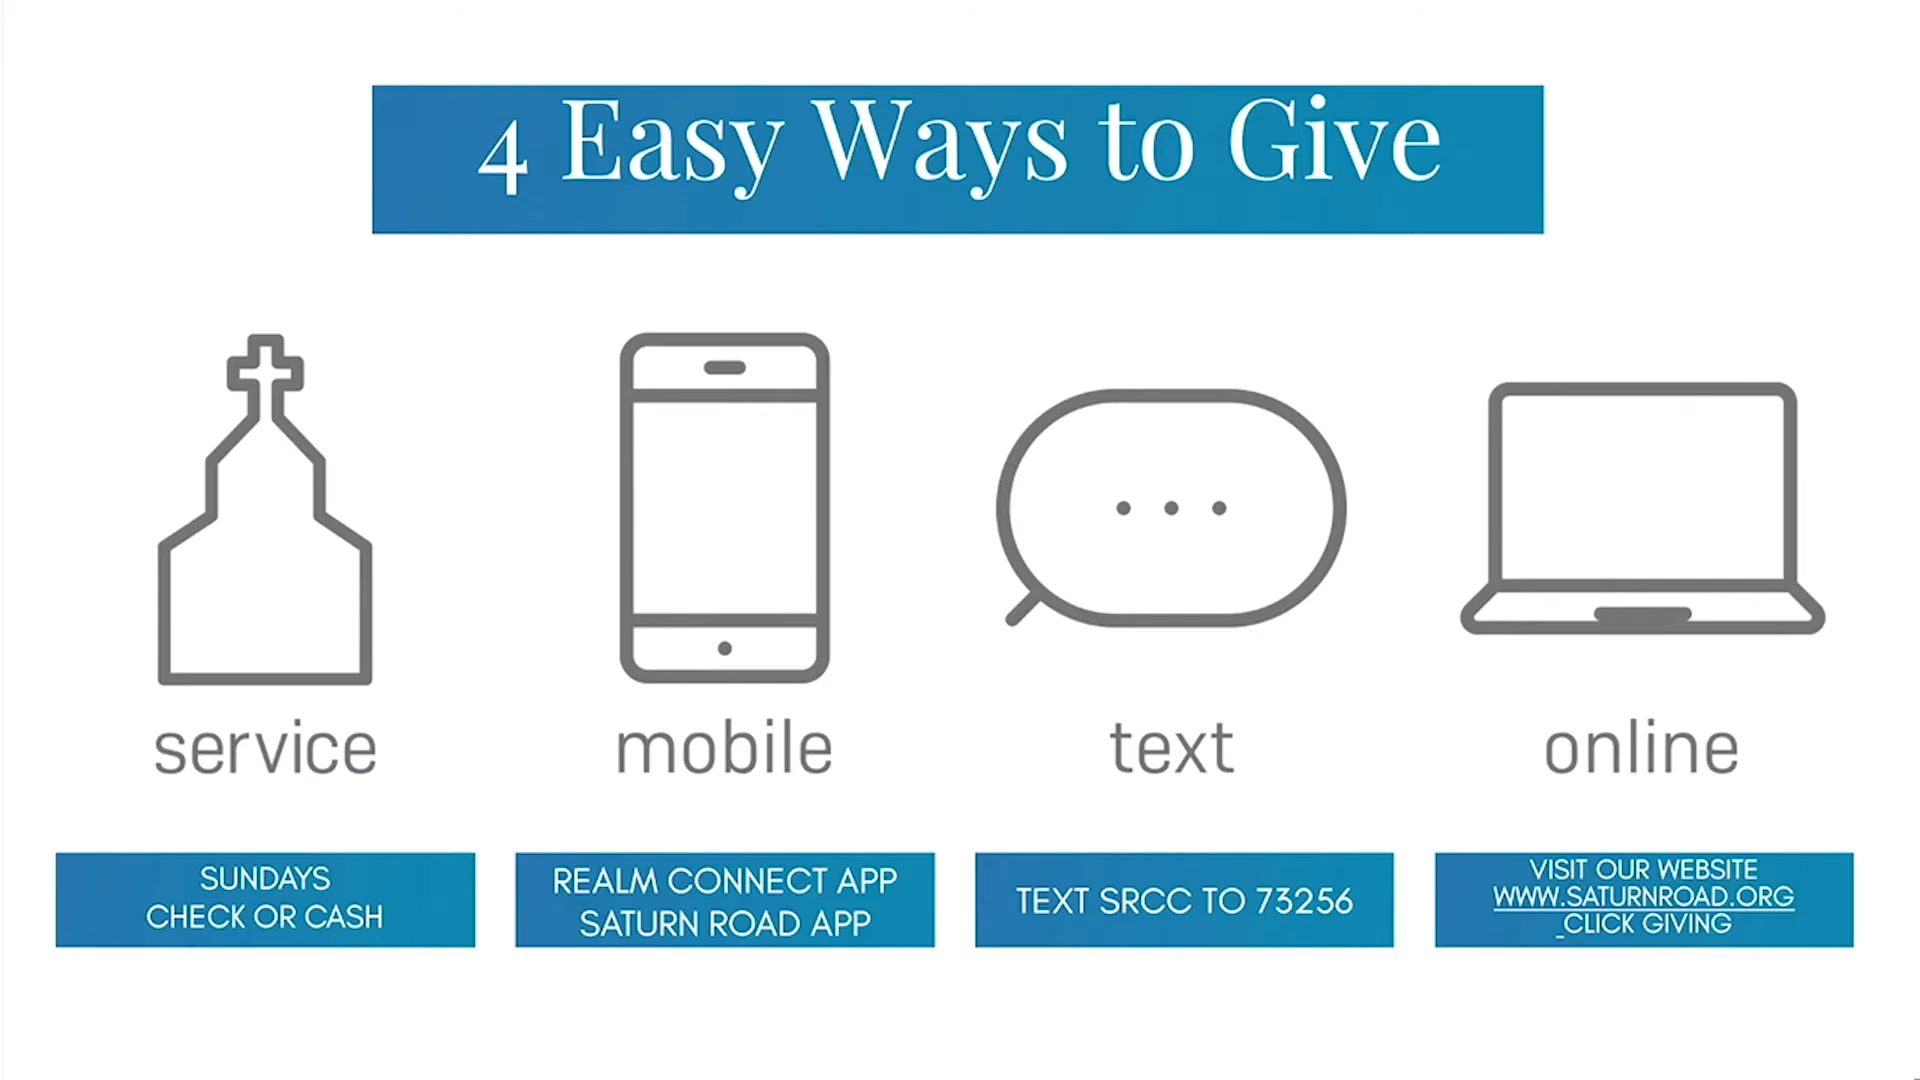 4 Easy Ways to Give
service
mobile
text
online
SUNDAYS
CHECK OR CASH
REALM CONNECT APP
SATURN ROAD APP
TEXT SRCC TO 73256
VISIT OUR WEBSITE
WWW.SATURNROAD.ORG
CLICK GIVING